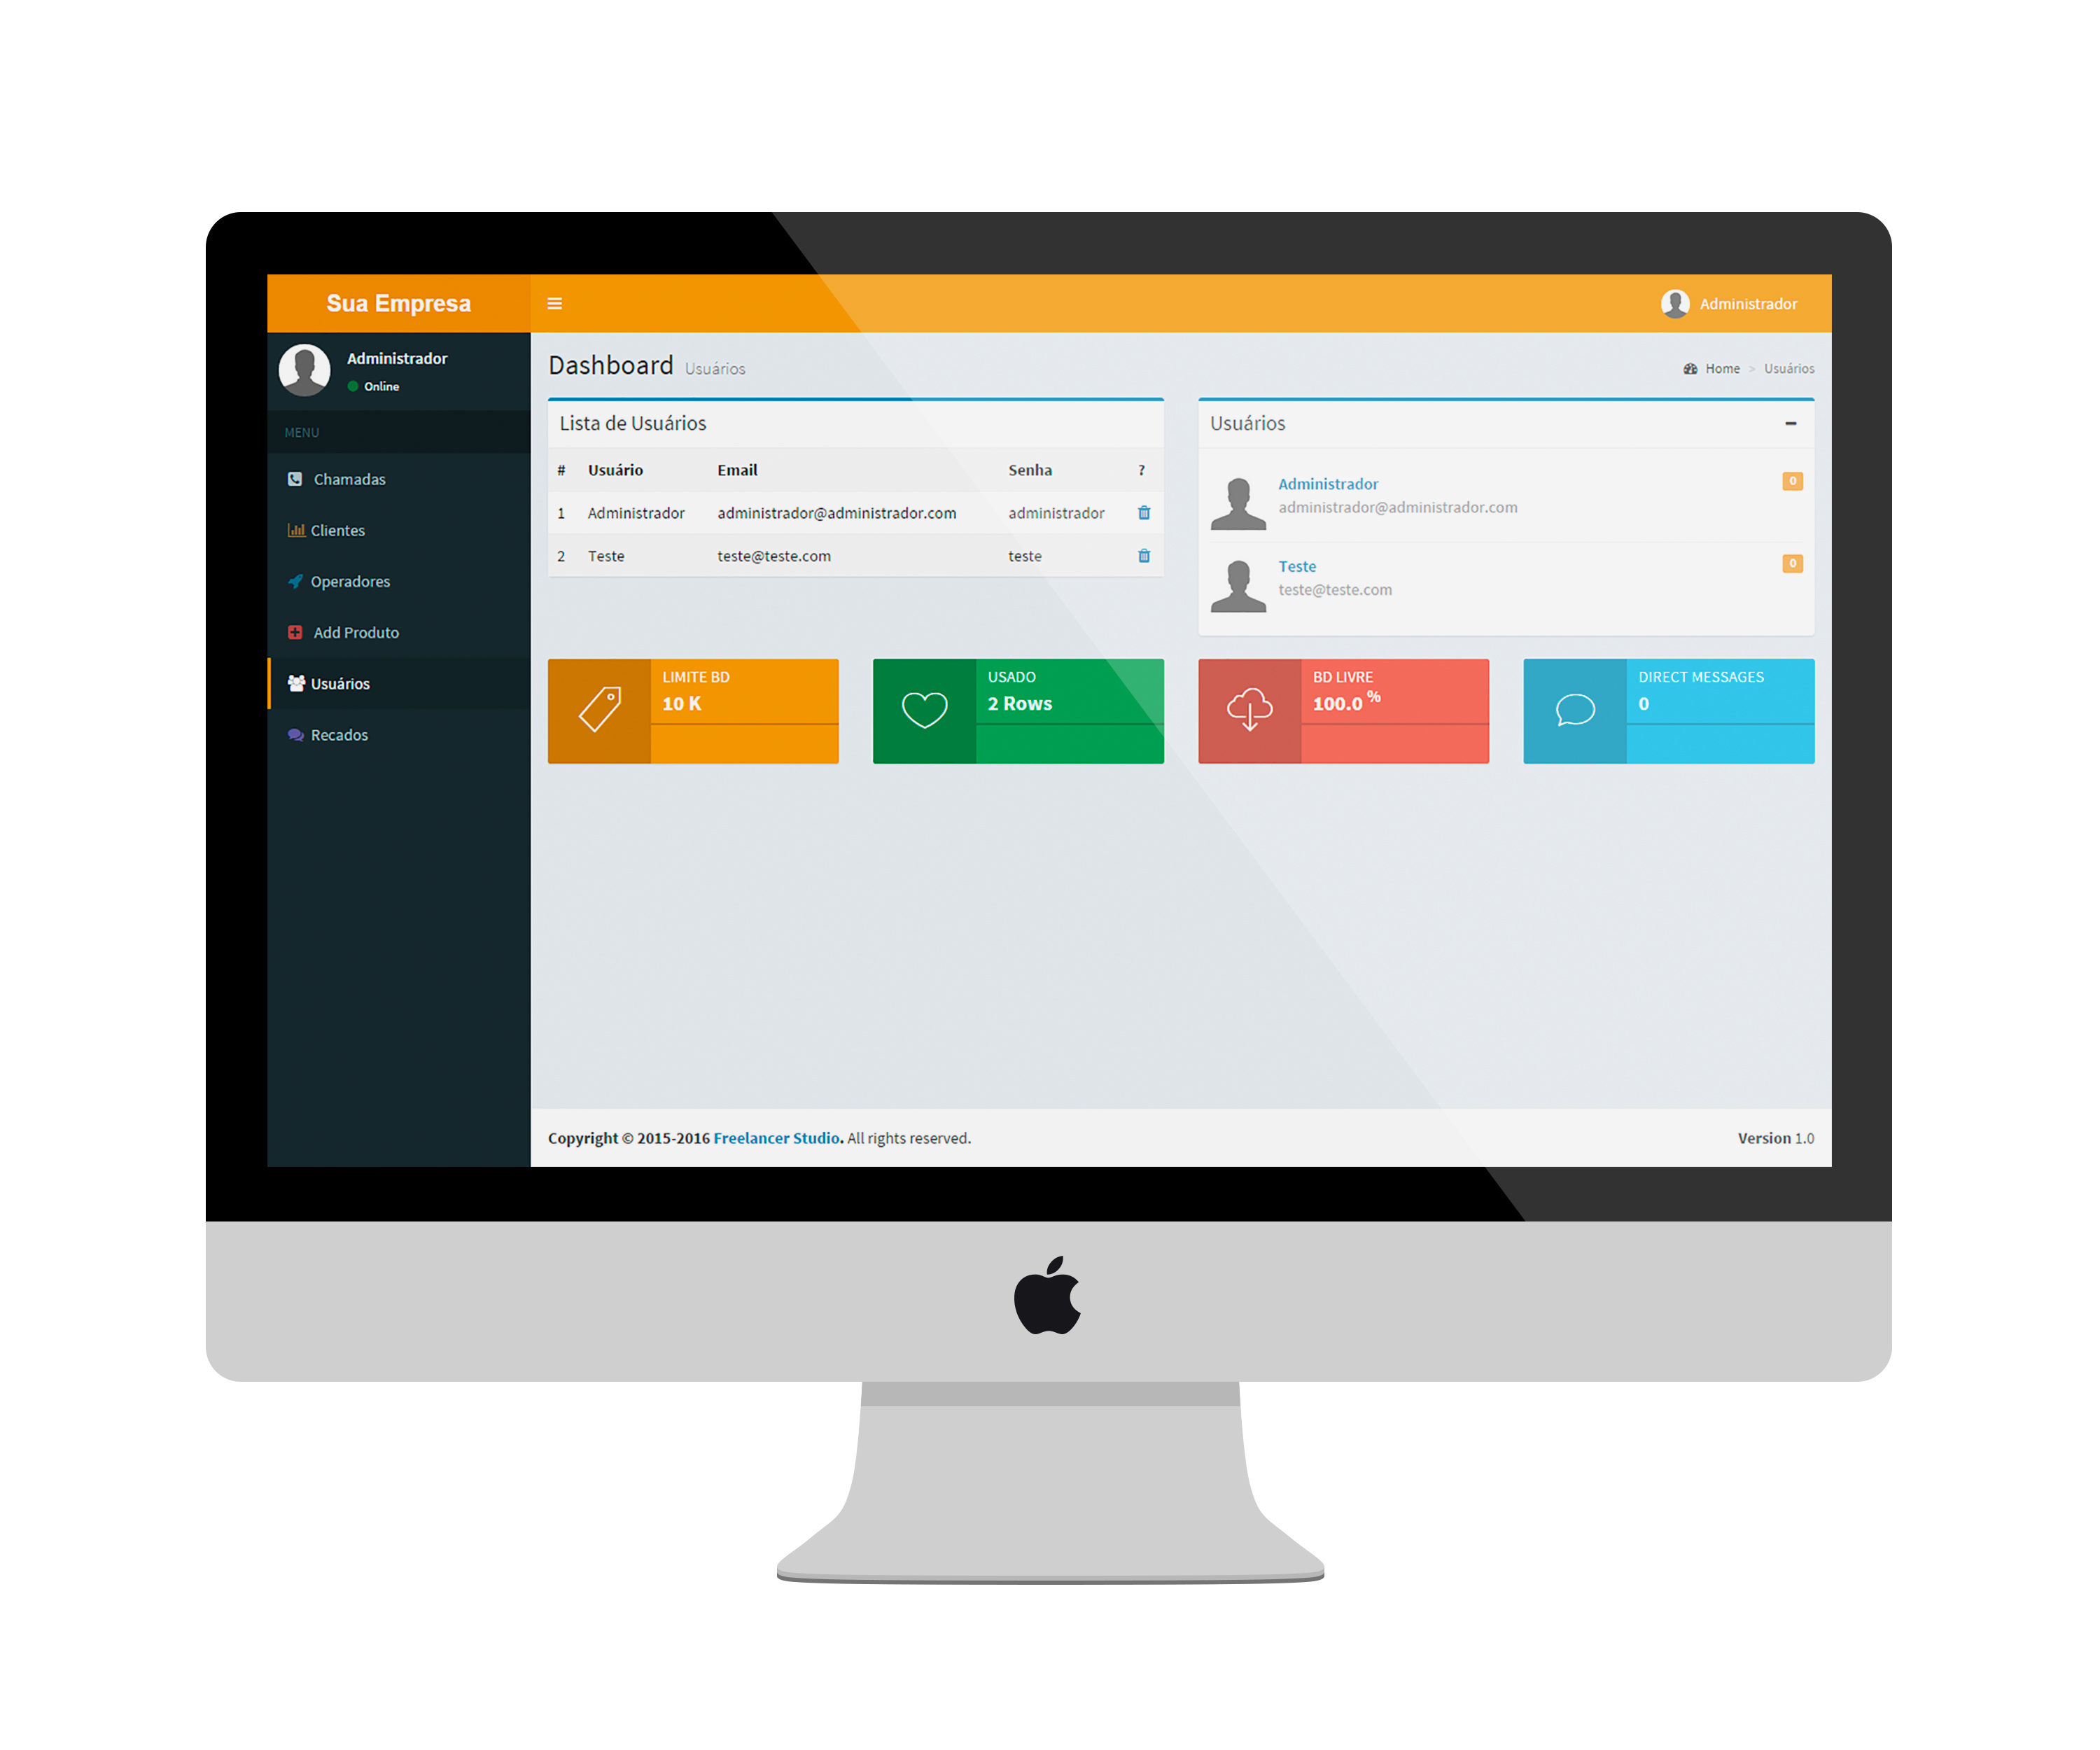 Sua Empresa
Administrador
Administrador
Online
MENU
Chamadas
Clientes
Operadores
Add Produto
Usuários
Recados
Dashboard Usuários
Home > Usuários
Lista de Usuários
# Usuário Email Senha ?
1 Administrador administrador@administrador.com administrador
2 Teste teste@teste.com teste
Usuários
Administrador 0
administrador@administrador.com
Teste 0
teste@teste.com
LIMITE BD
10 K
USADO
2 Rows
BD LIVRE
100.0 %
DIRECT MESSAGES
0
Copyright © 2015-2016 Freelancer Studio. All rights reserved.
Version 1.0